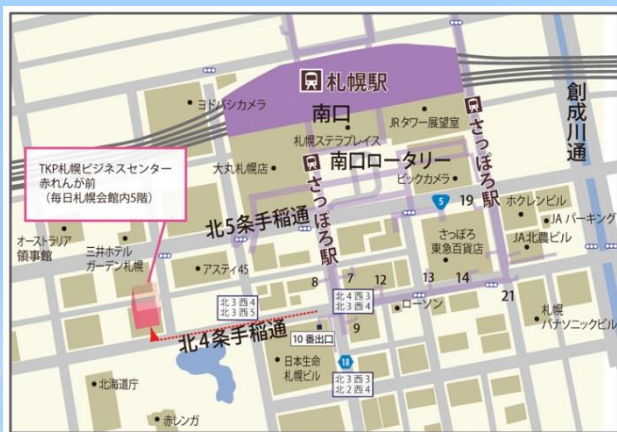 札幌駅
ヨドバシカメラ
南口
JRタワー展望室
札幌ステラプレイス
創成川通
さっぽろ駅
TKP札幌ビジネスセンター
赤れんが前
（毎日札幌会館内5階）
大丸札幌店
南口ロータリー
ビックカメラ
さっぽろ駅
北5条手稲通
5
19
ホクレンビル
JAパーキング
JA北農ビル
オーストラリア
領事館
三井ホテル
ガーデン札幌
アスティ45
さっぽろ
東急百貨店
8
7
12
13
14
21
北3西4
北3西5
北4西3
北3西4
ローソン
札幌
パナソニックビル
北4条手稲通
10番出口
9
日本生命
札幌ビル
18
北3西3
北2西4
北海道庁
赤レンガ